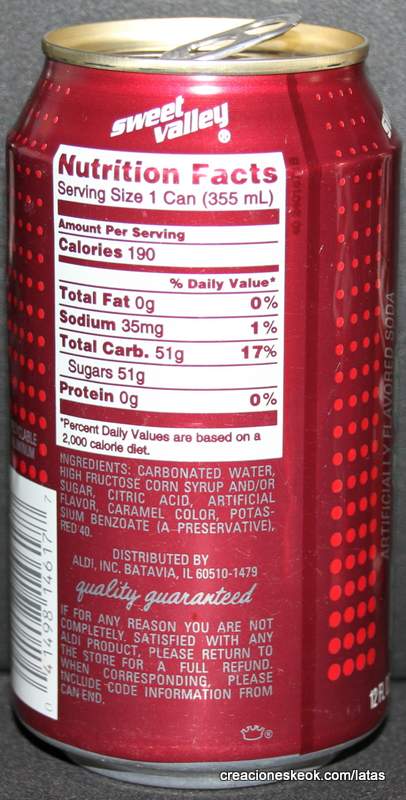 sweet
valley®
Nutrition Facts
Serving Size 1 Can (355 mL)
Amount Per Serving
Calories 190
% Daily Value*
Total Fat 0g 0%
Sodium 35mg 1%
Total Carb. 51g 17%
Sugars 51g
Protein 0g 0%
*Percent Daily Values are based on a
2,000 calorie diet.
INGREDIENTS: CARBONATED WATER,
HIGH FRUCTOSE CORN SYRUP AND/OR
SUGAR, CITRIC ACID, ARTIFICIAL
FLAVOR, CARAMEL COLOR, POTAS-
SIUM BENZOATE (A PRESERVATIVE),
RED 40.
DISTRIBUTED BY
ALDI, INC. BATAVIA, IL 60510-1479
quality guaranteed
IF FOR ANY REASON YOU ARE NOT
COMPLETELY SATISFIED WITH ANY
ALDI PRODUCT, PLEASE RETURN TO
THE STORE FOR A FULL REFUND.
WHEN CORRESPONDING, PLEASE
INCLUDE CODE INFORMATION FROM
CAN END.
0 41498 14617 7
ARTIFICIALLY FLAVORED SODA
12 FL
creacioneskeok.com/latas